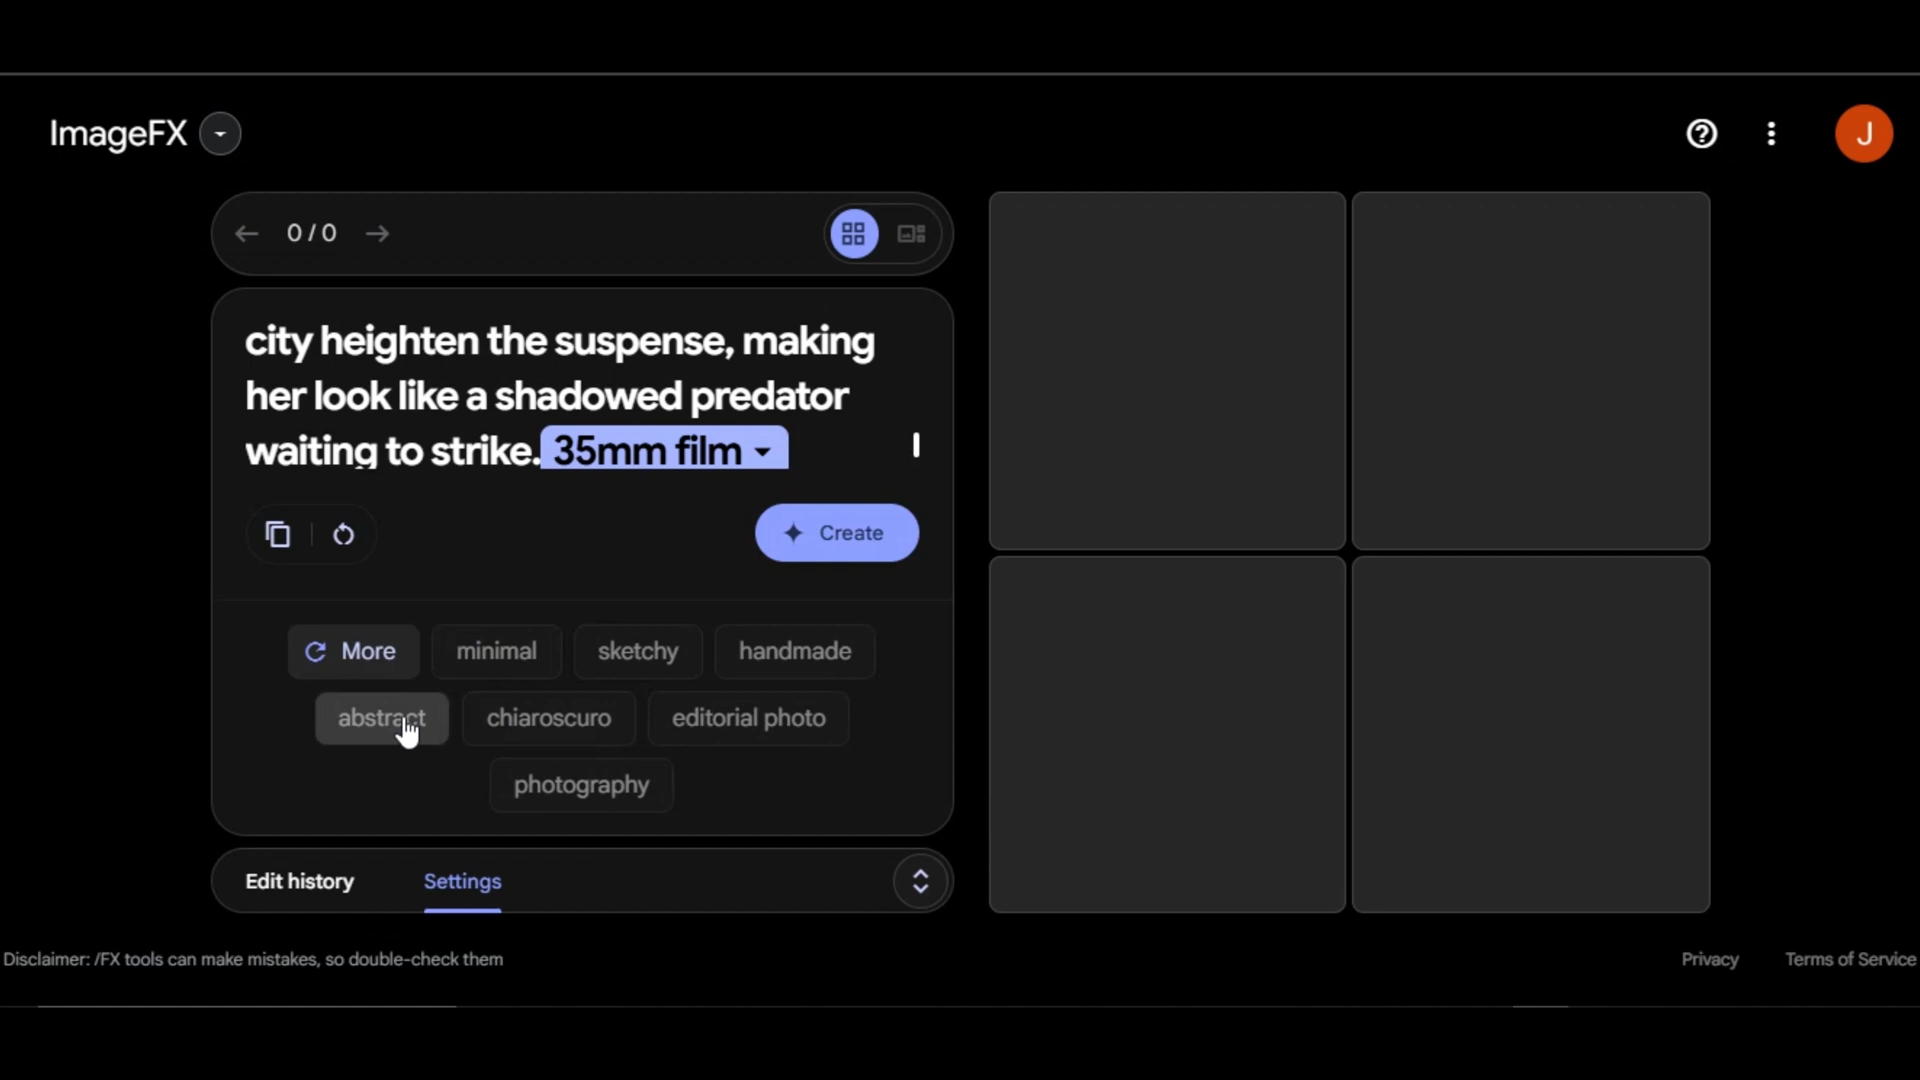 ImageFX
J
0 / 0
city heighten the suspense, making
her look like a shadowed predator
waiting to strike. 35mm film
Create
More minimal sketchy handmade
abstract chiaroscuro editorial photo
photography
Edit history Settings
Disclaimer: /FX tools can make mistakes, so double-check them
Privacy Terms of Service